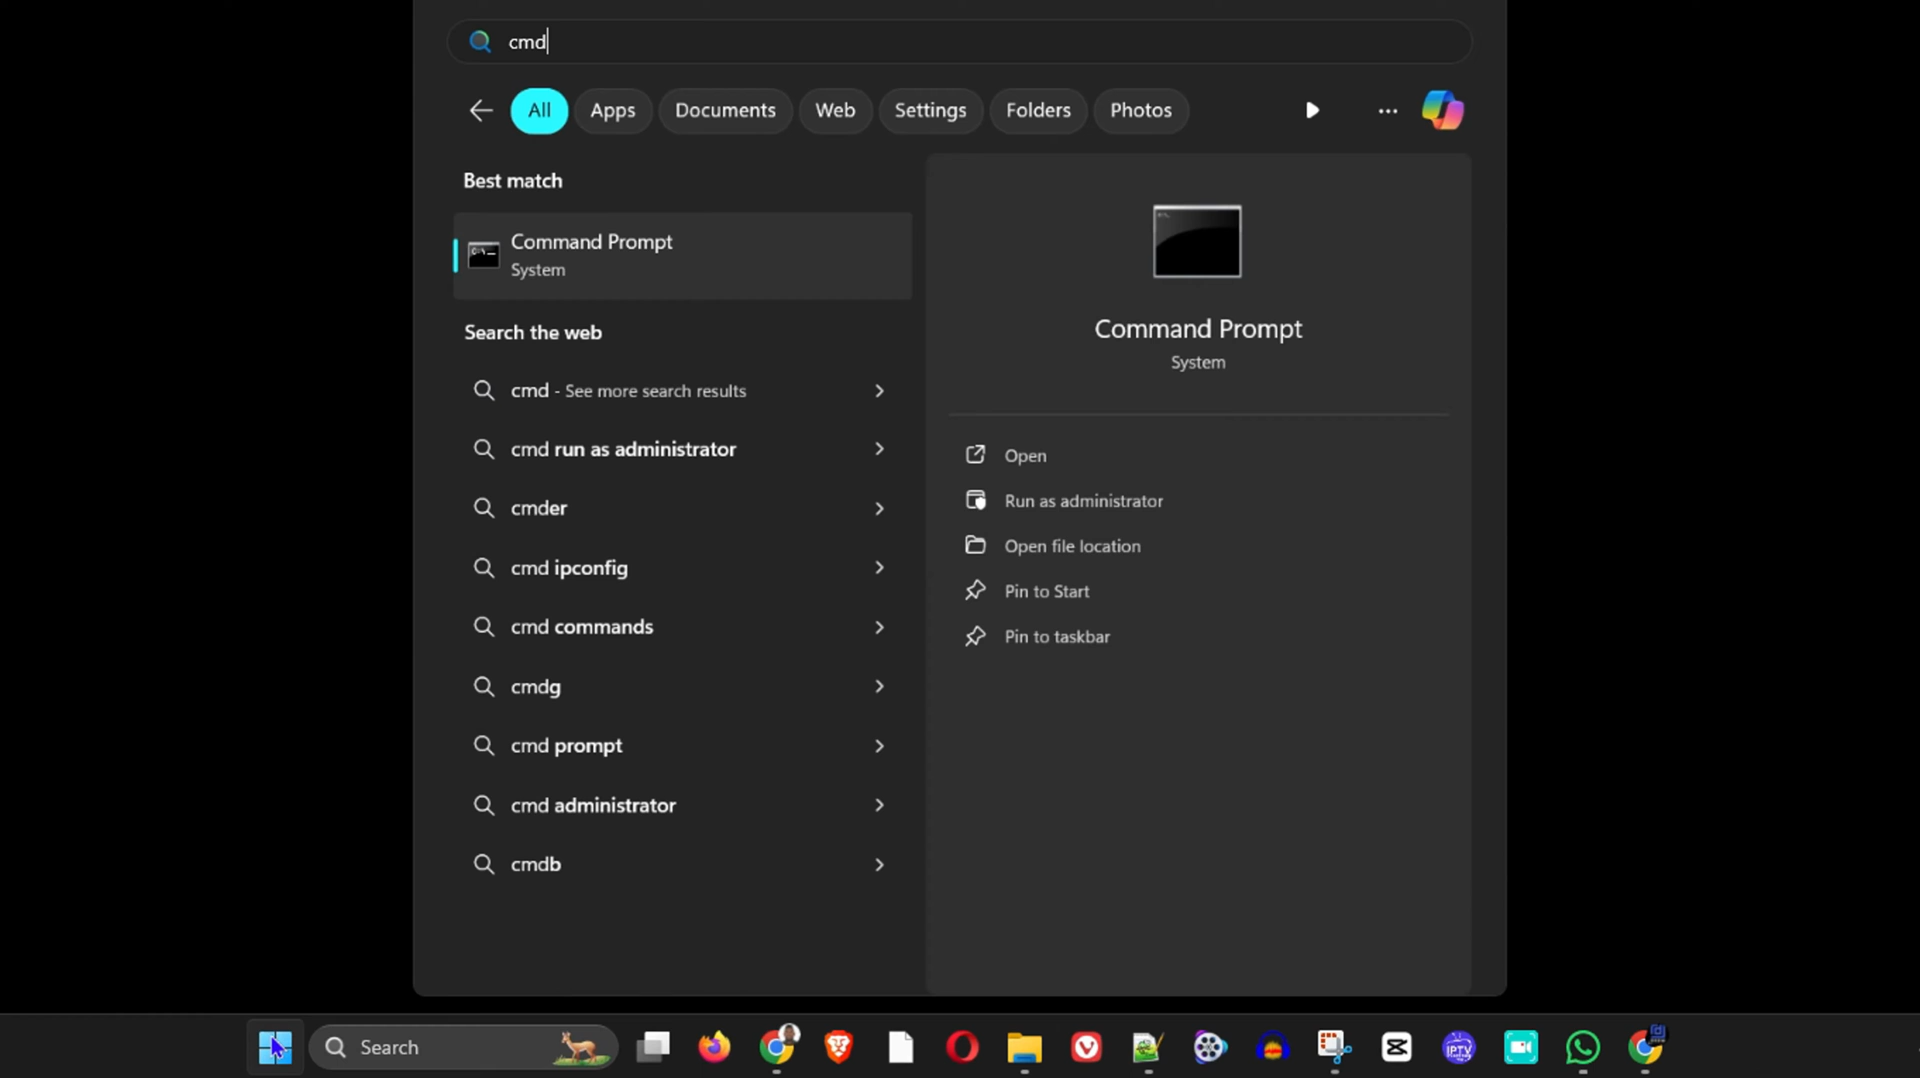 cmd
All
Apps
Documents
Web
Settings
Folders
Photos
Best match
Command Prompt
System
Search the web
cmd - See more search results
cmd run as administrator
cmder
cmd ipconfig
cmd commands
cmdg
cmd prompt
cmd administrator
cmdb
Command Prompt
System
Open
Run as administrator
Open file location
Pin to Start
Pin to taskbar
Search
IPTV